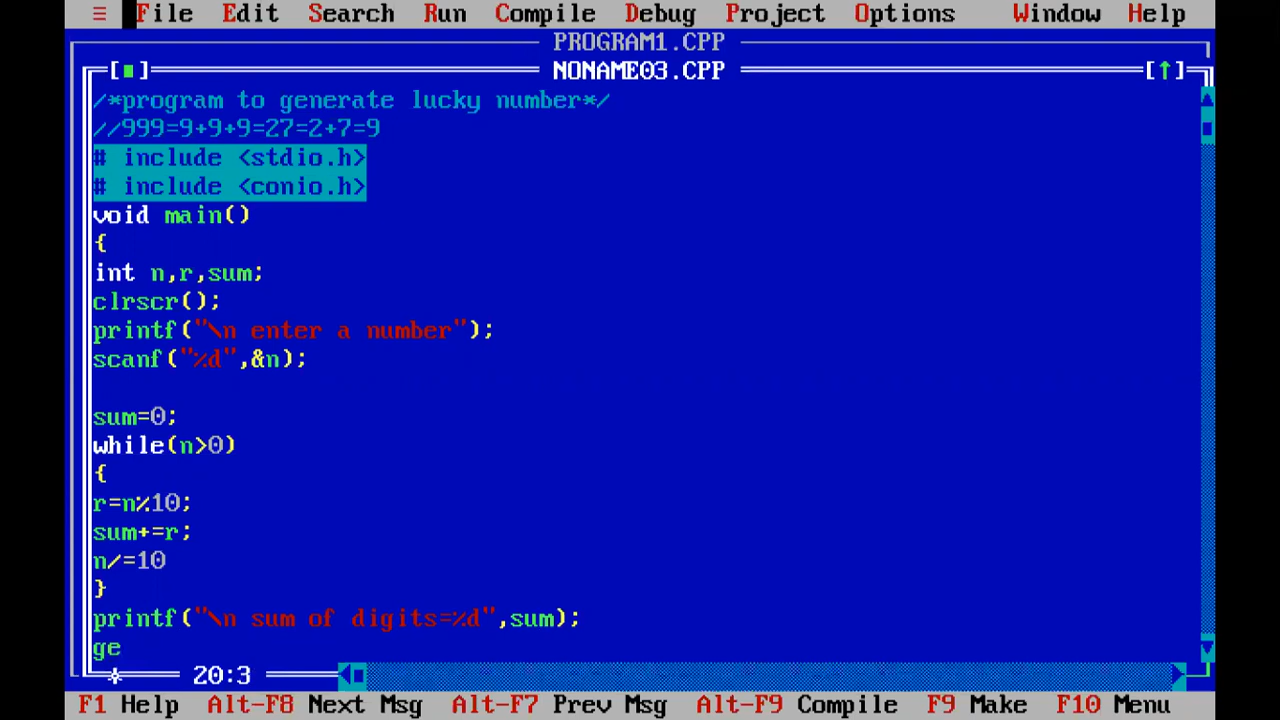 ≡ File Edit Search Run Compile Debug Project Options Window Help
PROGRAM1.CPP
[■] NONAME03.CPP [↑]
/*program to generate lucky number*/
//999=9+9+9=27=2+7=9
# include <stdio.h>
# include <conio.h>
void main()
{
int n,r,sum;
clrscr();
printf("\n enter a number");
scanf("%d",&n);
sum=0;
while(n>0)
{
r=n%10;
sum+=r;
n/=10
}
printf("\n sum of digits=%d",sum);
ge
20:3
F1 Help Alt-F8 Next Msg Alt-F7 Prev Msg Alt-F9 Compile F9 Make F10 Menu